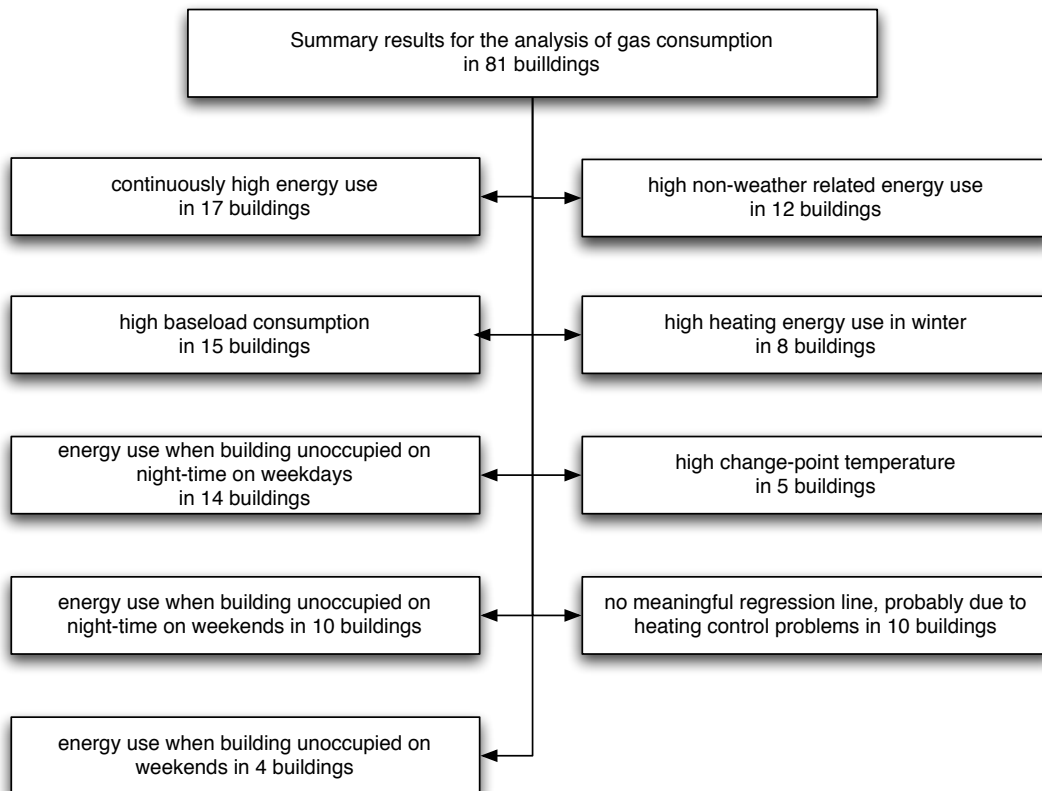 Summary results for the analysis of gas consumption
in 81 builldings
continuously high energy use
in 17 buildings
high non-weather related energy use
in 12 buildings
high baseload consumption
in 15 buildings
high heating energy use in winter
in 8 buildings
energy use when building unoccupied on
night-time on weekdays
in 14 buildings
high change-point temperature
in 5 buildings
energy use when building unoccupied on
night-time on weekends in 10 buildings
no meaningful regression line, probably due to
heating control problems in 10 buildings
energy use when building unoccupied on
weekends in 4 buildings